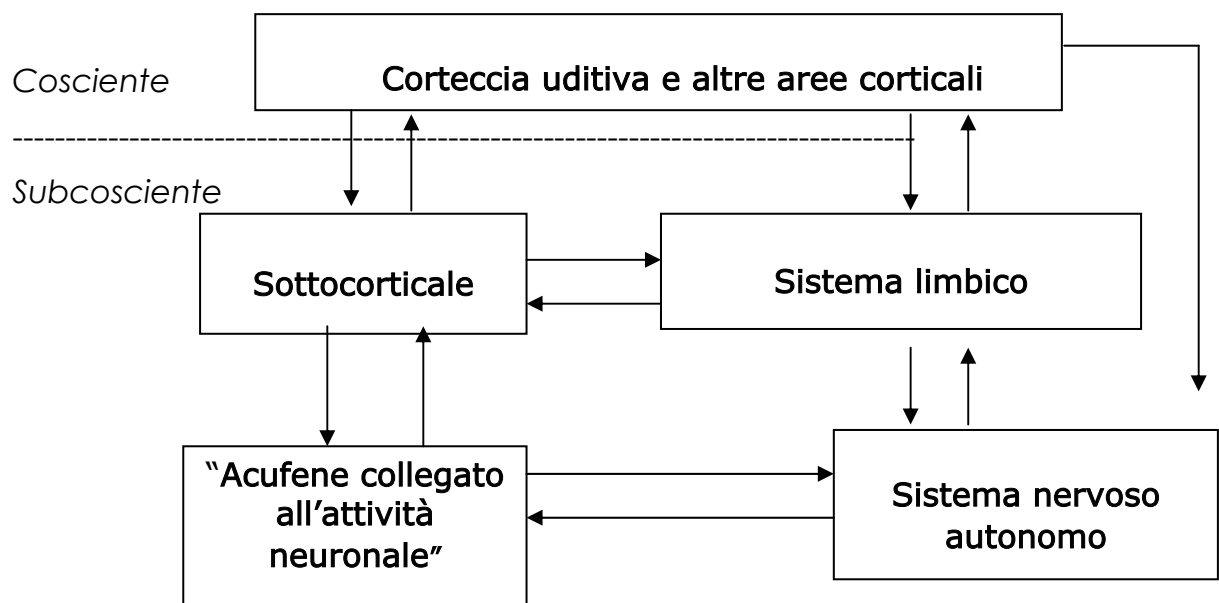 Cosciente
Corteccia uditiva e altre aree corticali
Subcosciente
Sottocorticale
Sistema limbico
“Acufene collegato
all’attività
neuronale”
Sistema nervoso
autonomo